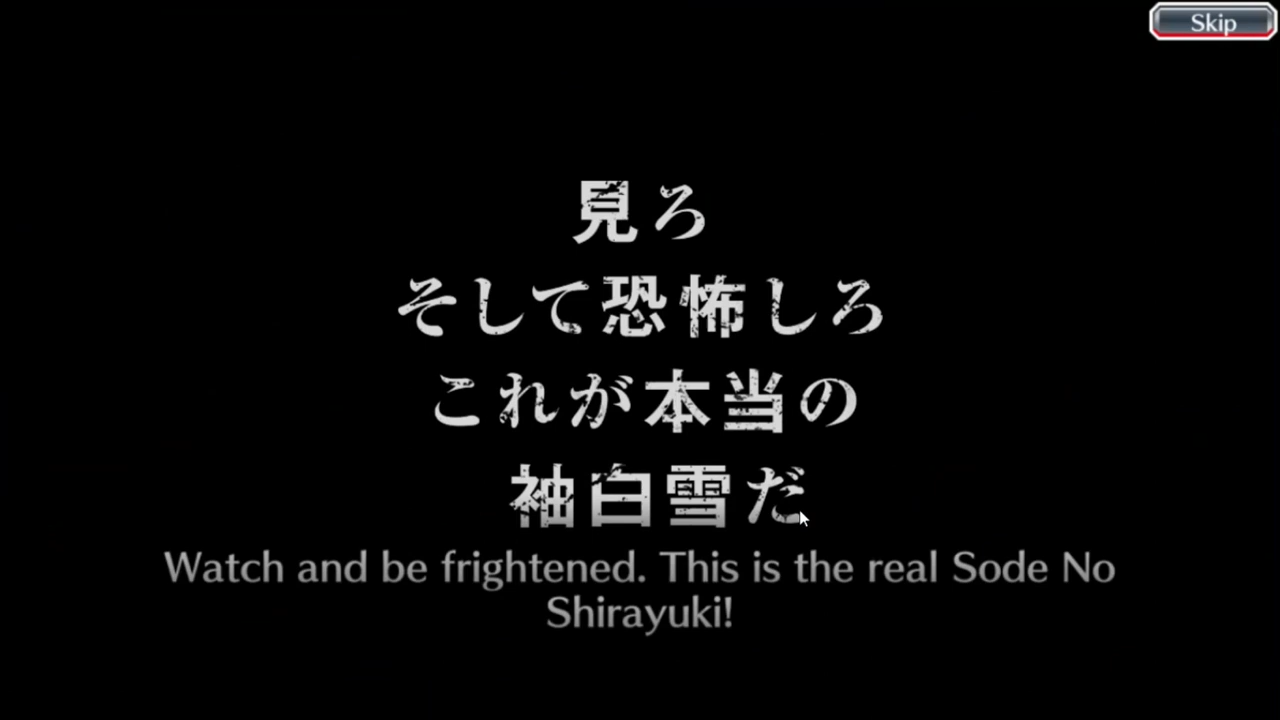 Skip
見ろ
そして恐怖しろ
これが本当の
袖白雪だ
Watch and be frightened. This is the real Sode No
Shirayuki!